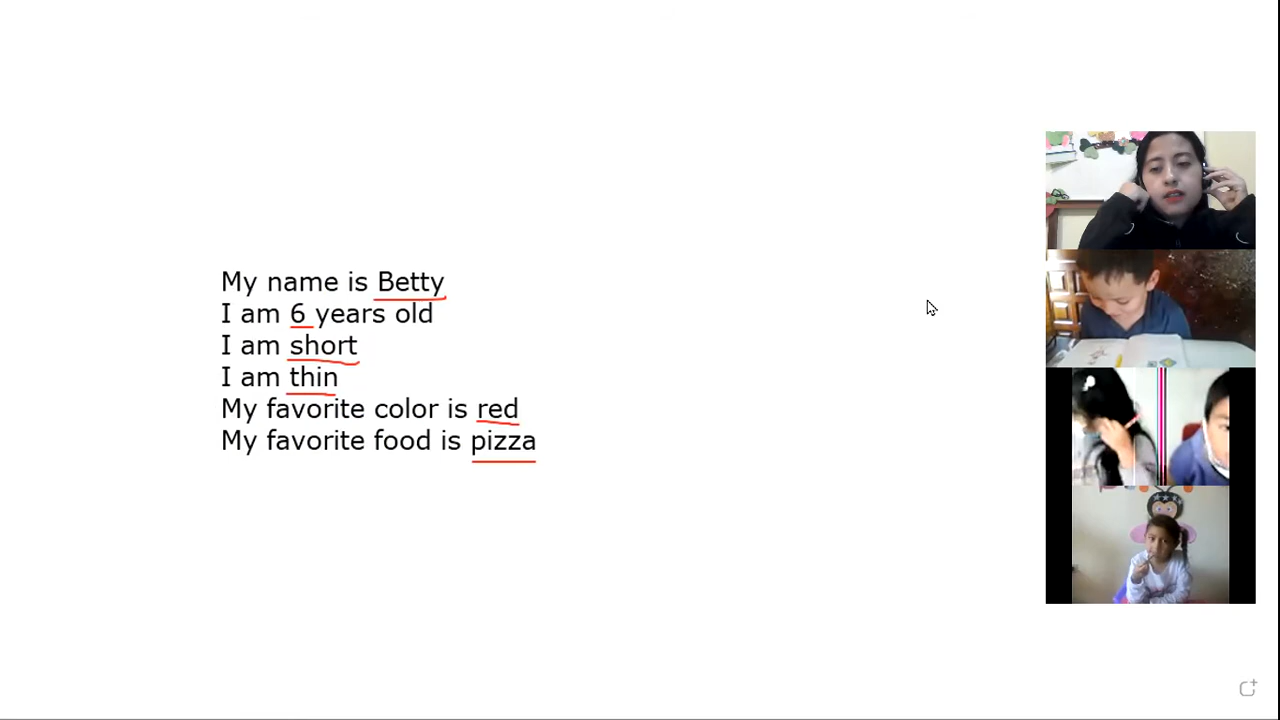 My name is Betty
I am 6 years old
I am short
I am thin
My favorite color is red
My favorite food is pizza